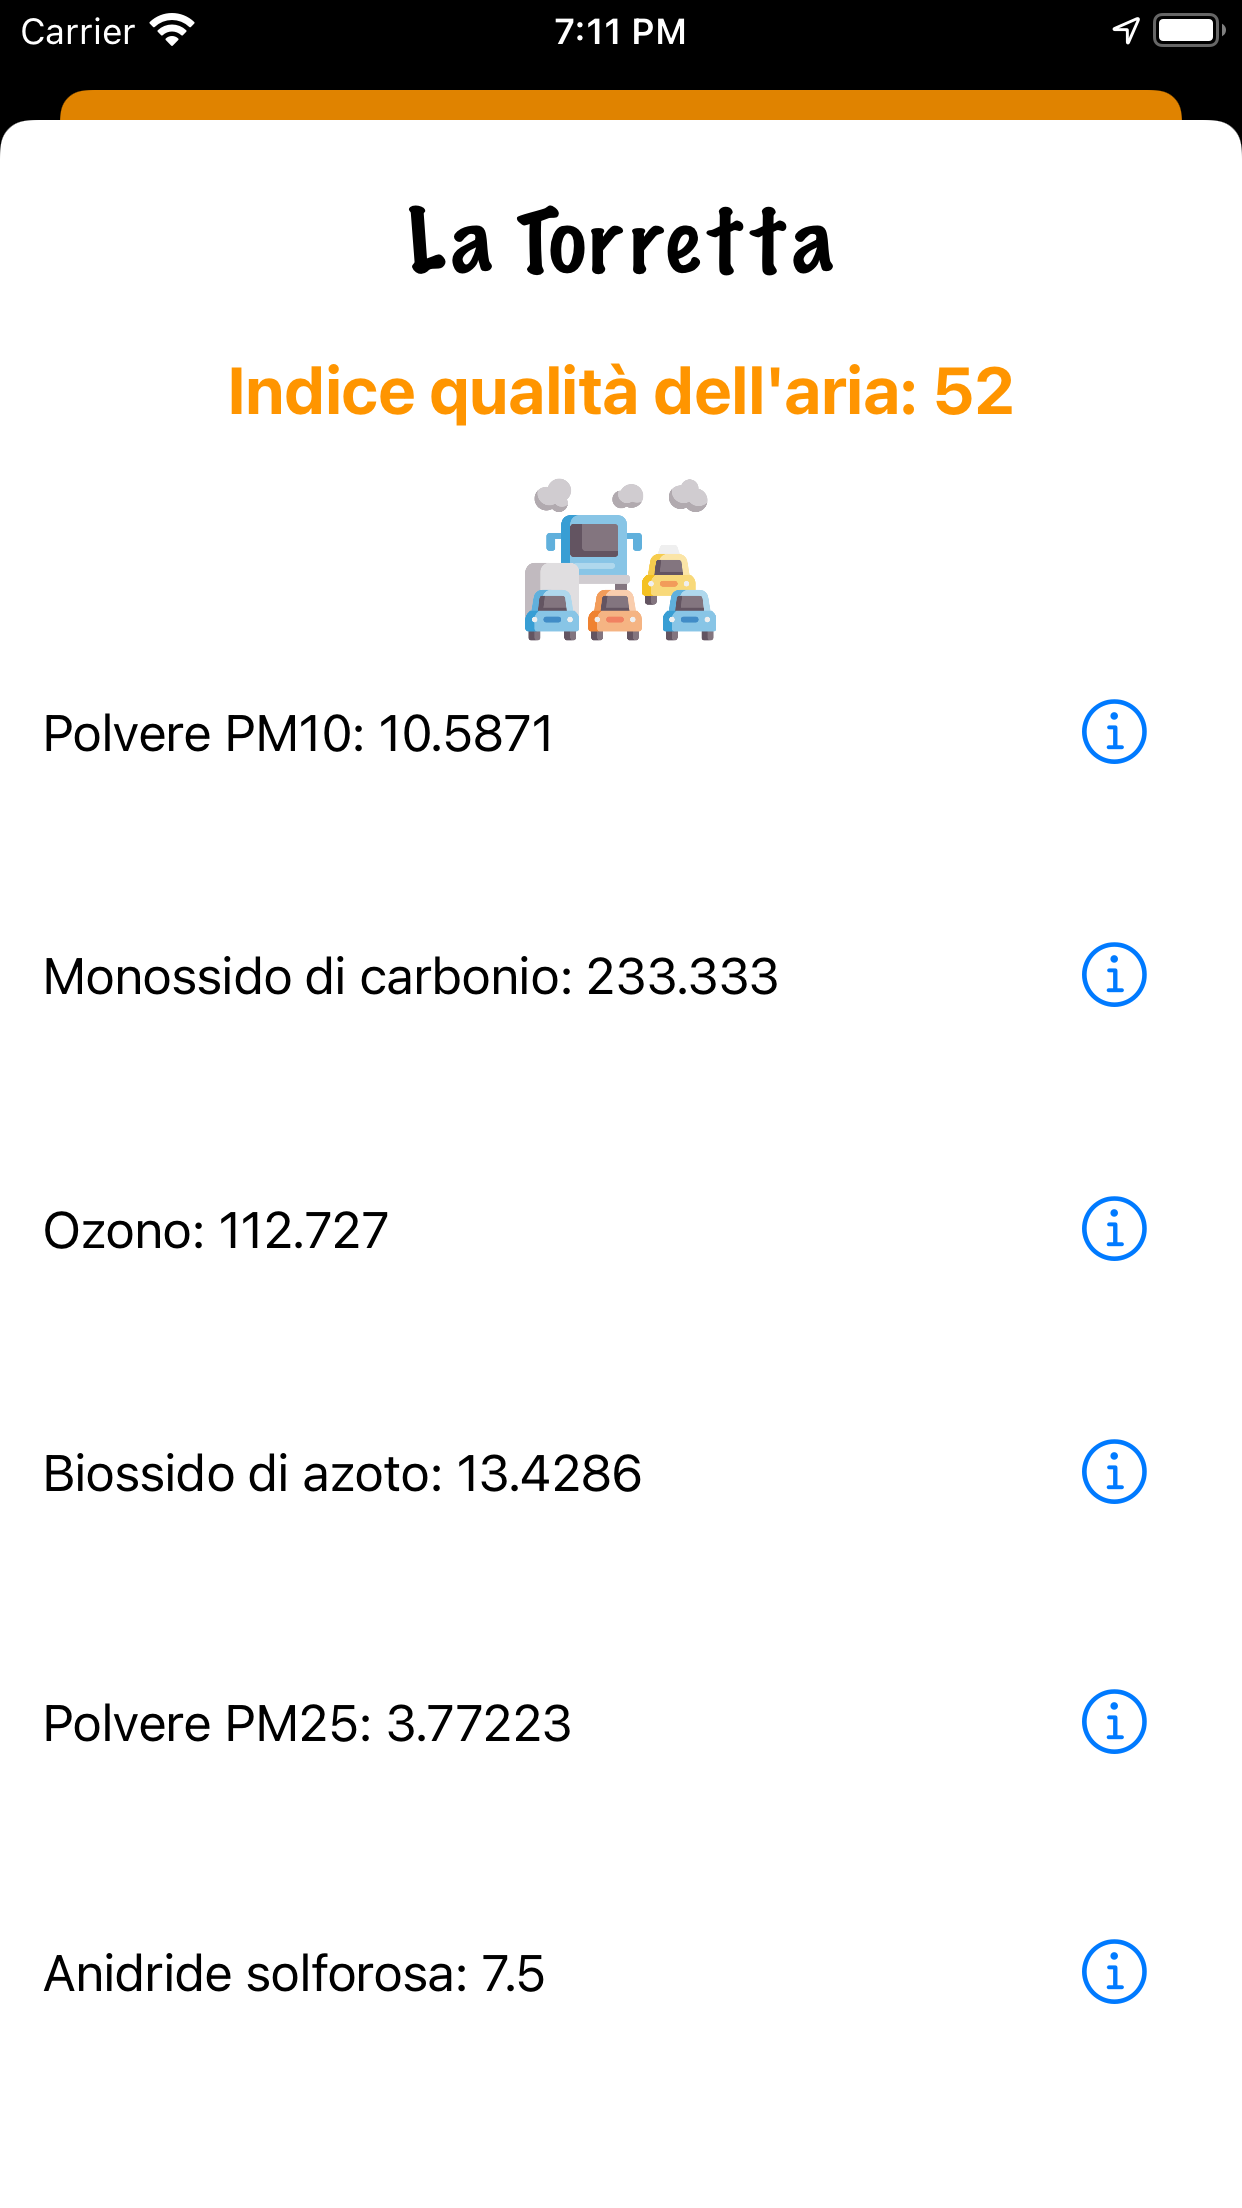 Carrier
7:11 PM
La Torretta
Indice qualità dell'aria: 52
Polvere PM10: 10.5871
Monossido di carbonio: 233.333
Ozono: 112.727
Biossido di azoto: 13.4286
Polvere PM25: 3.77223
Anidride solforosa: 7.5